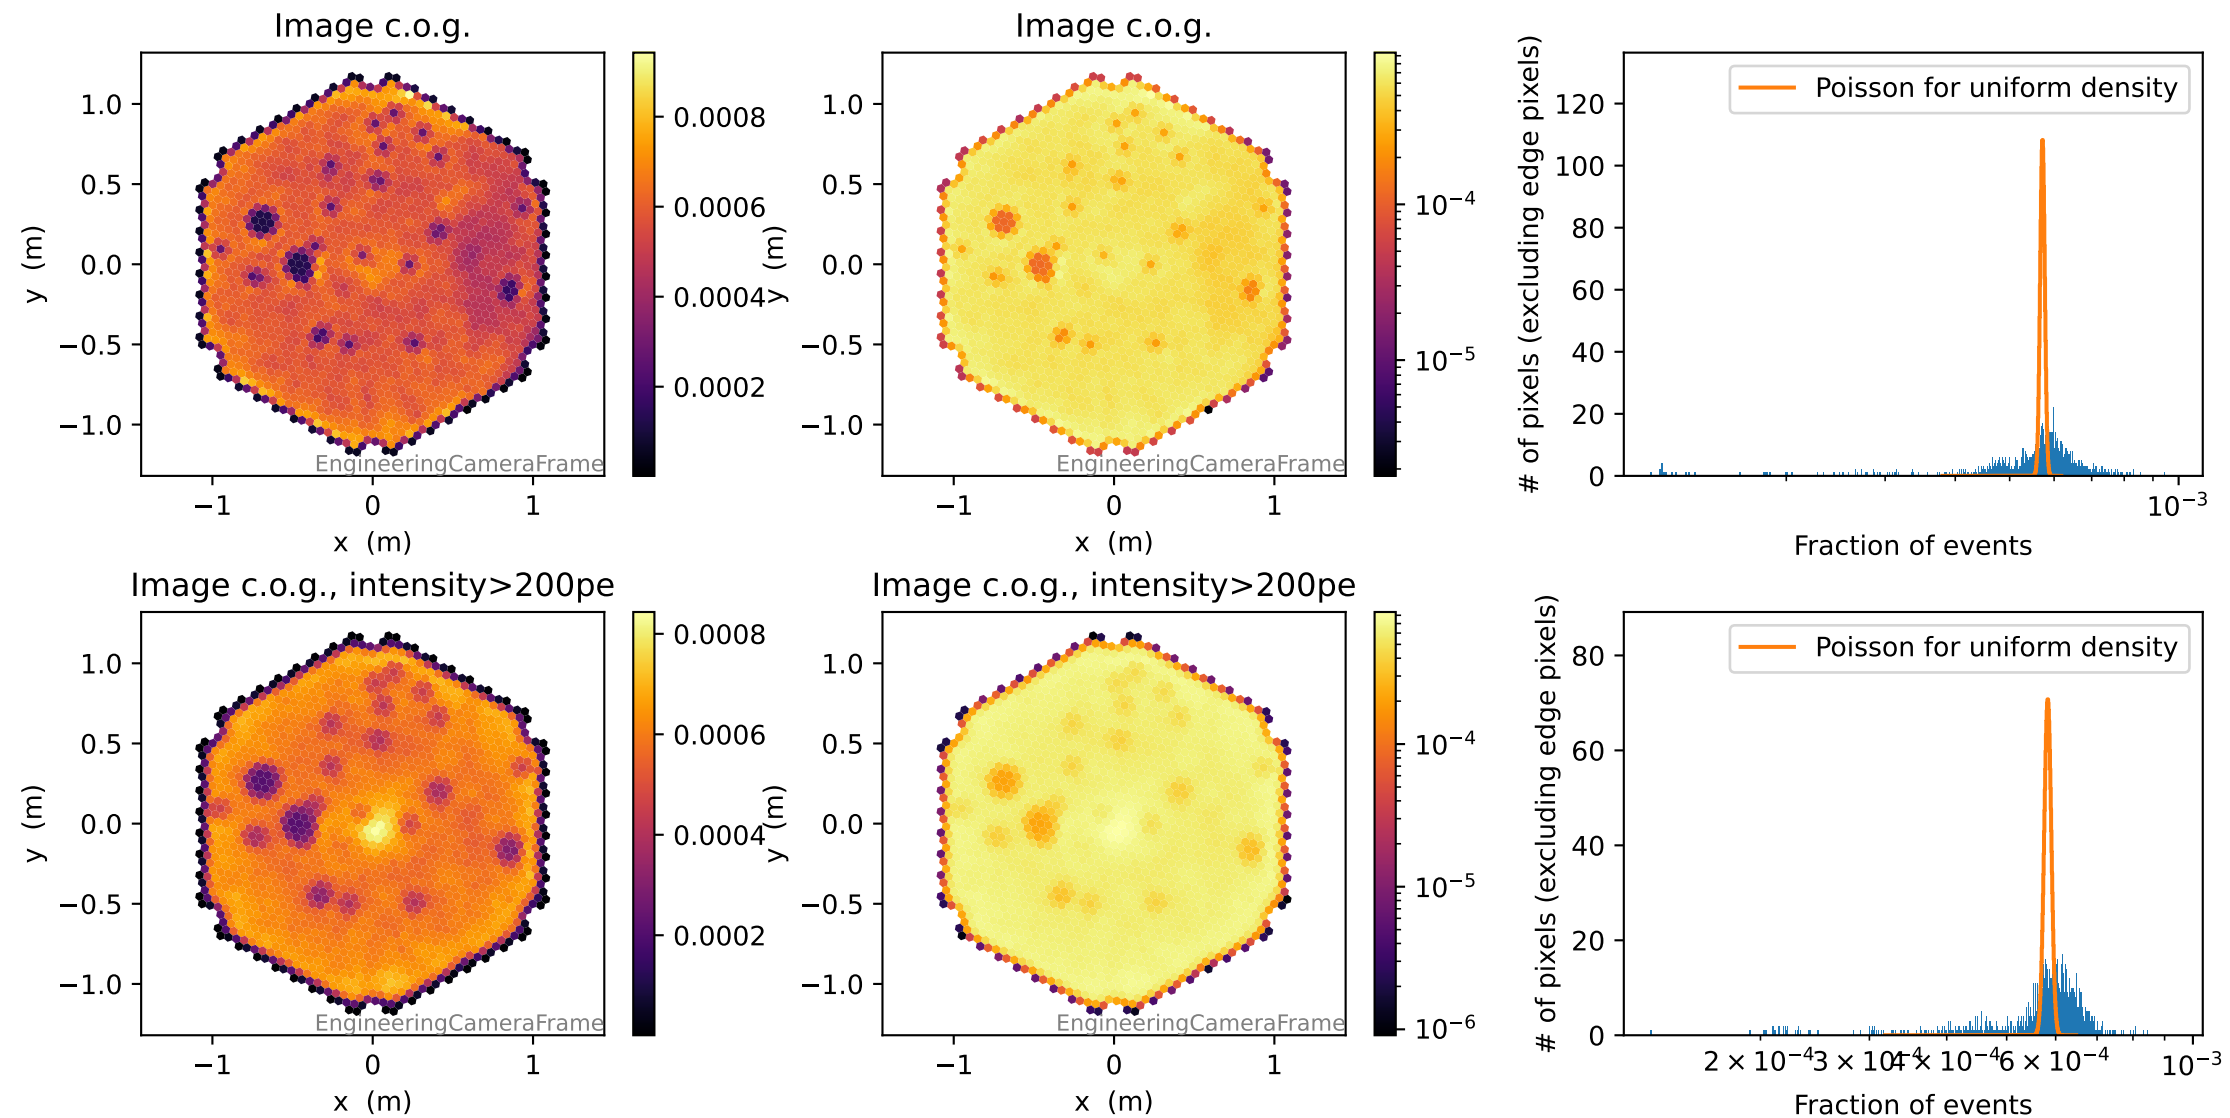 Image c.o.g.
1.0
0.5
0.0
−0.5
−1.0
y (m)
−1
0
1
x (m)
EngineeringCameraFrame
0.0008
0.0006
0.0004
0.0002
Image c.o.g.
1.0
0.5
0.0
−0.5
−1.0
y (m)
−1
0
1
x (m)
EngineeringCameraFrame
10⁻⁴
10⁻⁵
Poisson for uniform density
# of pixels (excluding edge pixels)
120
100
80
60
40
20
0
10⁻³
Fraction of events
Image c.o.g., intensity>200pe
1.0
0.5
0.0
−0.5
−1.0
y (m)
−1
0
1
x (m)
EngineeringCameraFrame
0.0008
0.0006
0.0004
0.0002
Image c.o.g., intensity>200pe
1.0
0.5
0.0
−0.5
−1.0
y (m)
−1
0
1
x (m)
EngineeringCameraFrame
10⁻⁴
10⁻⁵
10⁻⁶
Poisson for uniform density
# of pixels (excluding edge pixels)
80
60
40
20
0
2 × 10⁻⁴
3 × 10⁻⁴
4 × 10⁻⁴
6 × 10⁻⁴
10⁻³
Fraction of events